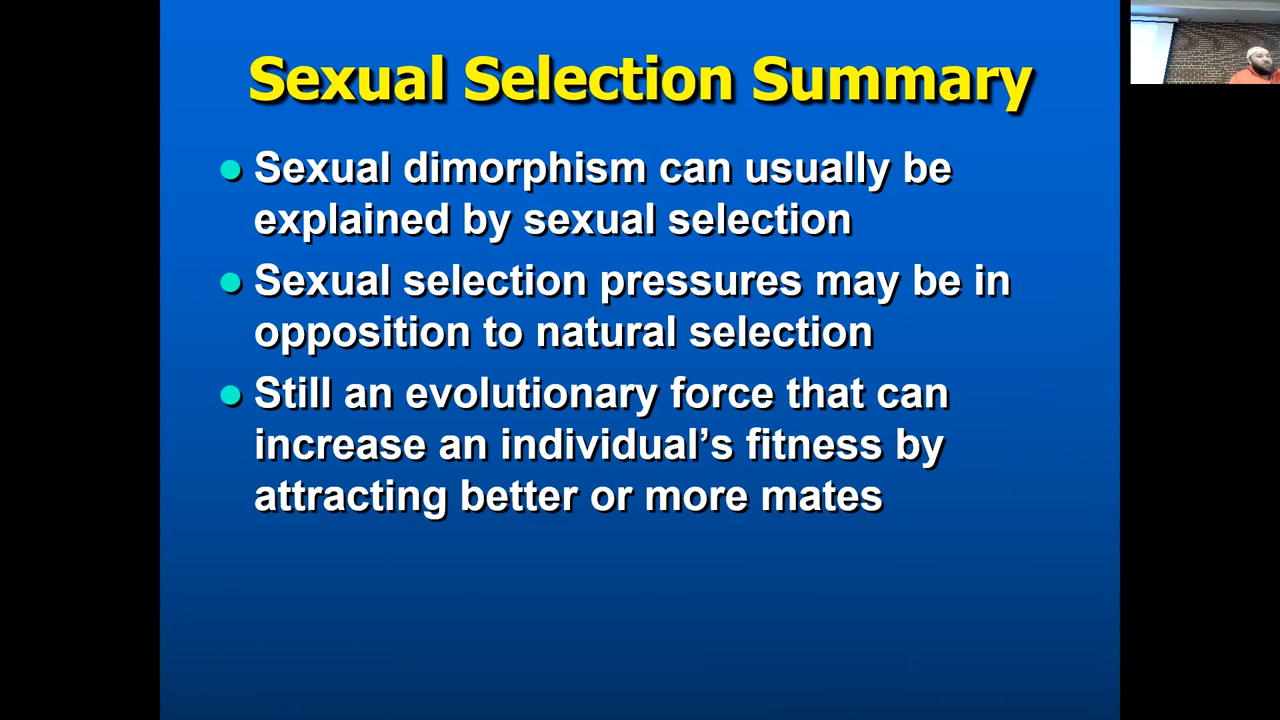 Sexual Selection Summary
Sexual dimorphism can usually be
explained by sexual selection
Sexual selection pressures may be in
opposition to natural selection
Still an evolutionary force that can
increase an individual’s fitness by
attracting better or more mates